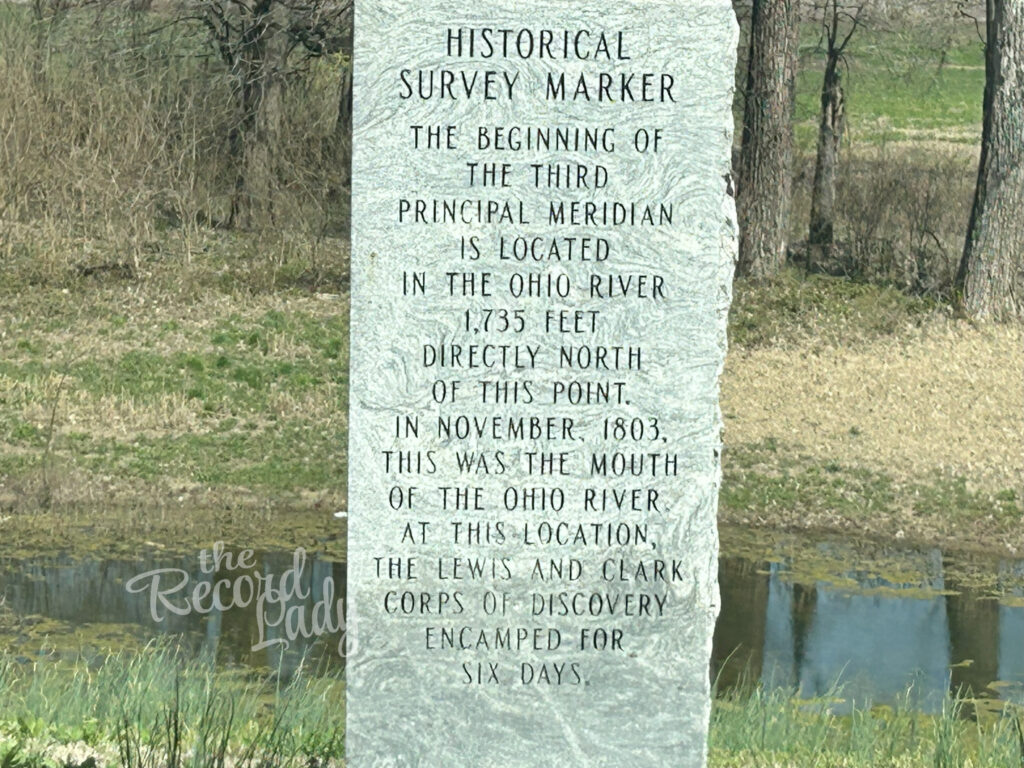 HISTORICAL
SURVEY MARKER
THE BEGINNING OF
THE THIRD
PRINCIPAL MERIDIAN
IS LOCATED
IN THE OHIO RIVER
1,735 FEET
DIRECTLY NORTH
OF THIS POINT.
IN NOVEMBER, 1803,
THIS WAS THE MOUTH
OF THE OHIO RIVER.
AT THIS LOCATION,
THE LEWIS AND CLARK
CORPS OF DISCOVERY
ENCAMPED FOR
SIX DAYS.
the
Record
Lady